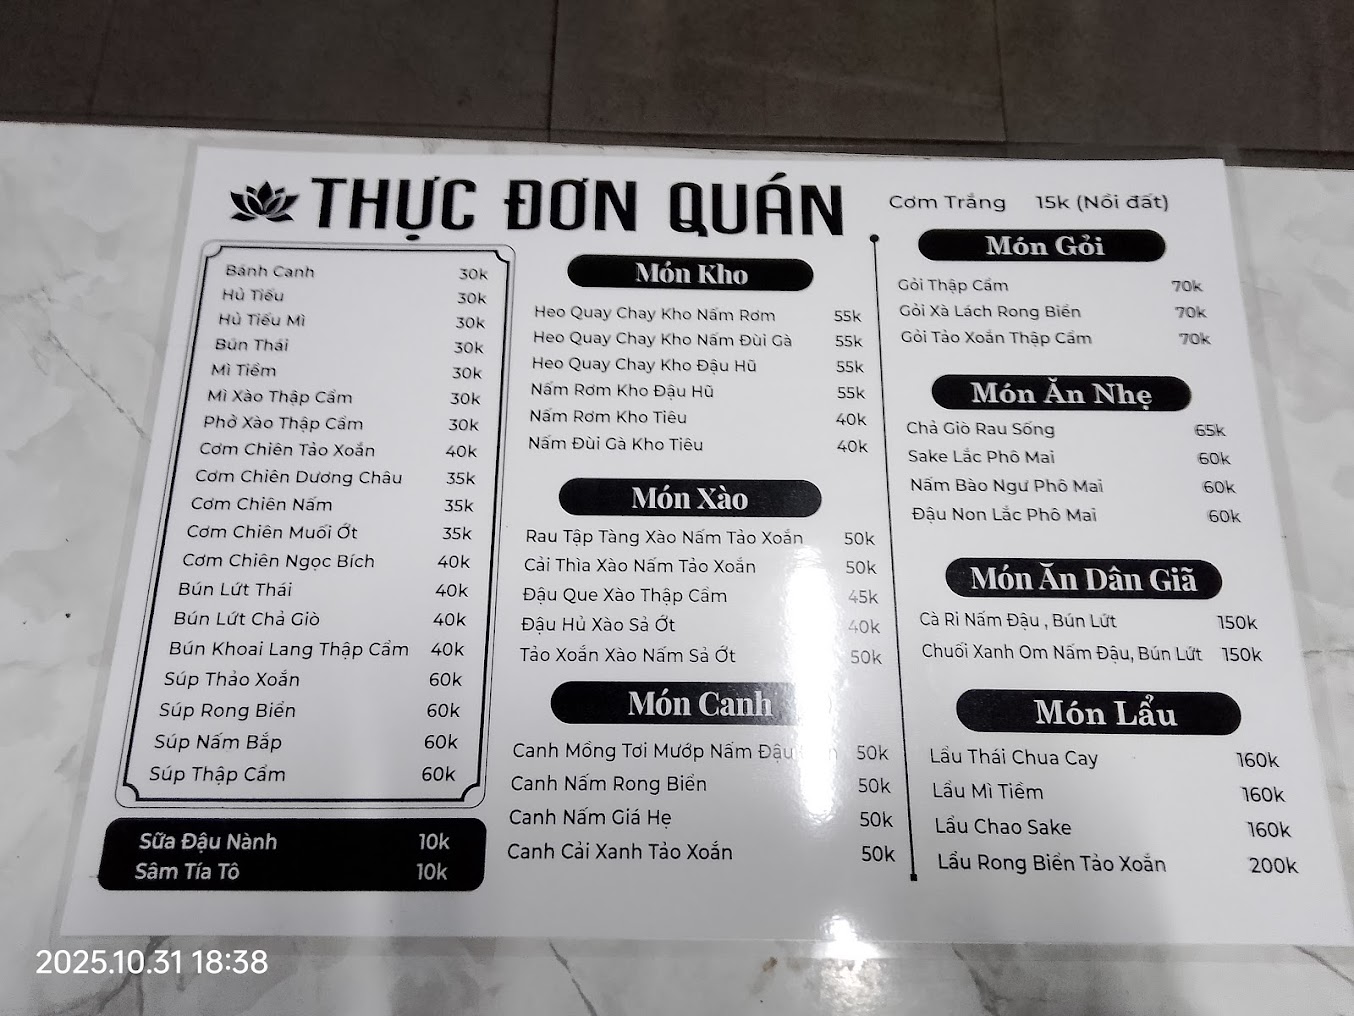 THỰC ĐƠN QUÁN
Bánh Canh 30k
Hủ Tiếu 30k
Hủ Tiếu Mì 30k
Bún Thái 30k
Mì Tiềm 30k
Mì Xào Thập Cẩm 30k
Phở Xào Thập Cẩm 30k
Cơm Chiên Tảo Xoắn 40k
Cơm Chiên Dương Châu 35k
Cơm Chiên Nấm 35k
Cơm Chiên Muối Ớt 35k
Cơm Chiên Ngọc Bích 40k
Bún Lứt Thái 40k
Bún Lứt Chả Giò 40k
Bún Khoai Lang Thập Cẩm 40k
Súp Thảo Xoắn 60k
Súp Rong Biển 60k
Súp Nấm Bắp 60k
Súp Thập Cẩm 60k
Sữa Đậu Nành 10k
Sâm Tía Tô 10k
Món Kho
Heo Quay Chay Kho Nấm Rơm 55k
Heo Quay Chay Kho Nấm Đùi Gà 55k
Heo Quay Chay Kho Đậu Hũ 55k
Nấm Rơm Kho Đậu Hũ 55k
Nấm Rơm Kho Tiêu 40k
Nấm Đùi Gà Kho Tiêu 40k
Món Xào
Rau Tập Tàng Xào Nấm Tảo Xoắn 50k
Cải Thìa Xào Nấm Tảo Xoắn 50k
Đậu Que Xào Thập Cẩm 45k
Đậu Hủ Xào Sả Ớt 40k
Tảo Xoắn Xào Nấm Sả Ớt 50k
Món Canh
Canh Mồng Tơi Mướp Nấm Đậu 50k
Canh Nấm Rong Biển 50k
Canh Nấm Giá Hẹ 50k
Canh Cải Xanh Tảo Xoắn 50k
Cơm Trắng 15k (Nồi đất)
Món Gỏi
Gỏi Thập Cẩm 70k
Gỏi Xà Lách Rong Biển 70k
Gỏi Tảo Xoắn Thập Cẩm 70k
Món Ăn Nhẹ
Chả Giò Rau Sống 65k
Sake Lắc Phô Mai 60k
Nấm Bào Ngư Phô Mai 60k
Đậu Non Lắc Phô Mai 60k
Món Ăn Dân Giã
Cà Ri Nấm Đậu , Bún Lứt 150k
Chuối Xanh Om Nấm Đậu, Bún Lứt 150k
Món Lẩu
Lẩu Thái Chua Cay 160k
Lẩu Mì Tiềm 160k
Lẩu Chao Sake 160k
Lẩu Rong Biển Tảo Xoắn 200k
2025.10.31 18:38